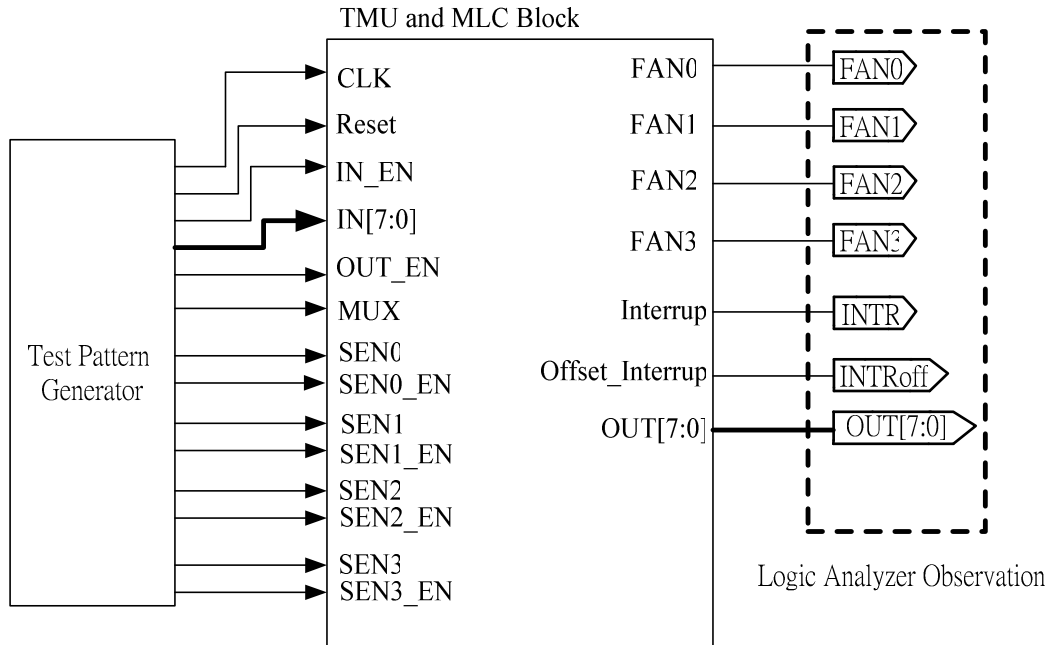 TMU and MLC Block
Test Pattern
Generator
CLK
Reset
IN_EN
IN[7:0]
OUT_EN
MUX
SEN0
SEN0_EN
SEN1
SEN1_EN
SEN2
SEN2_EN
SEN3
SEN3_EN
FAN0
FAN1
FAN2
FAN3
Interrup
Offset_Interrup
OUT[7:0]
FAN0
FAN1
FAN2
FAN3
INTR
INTRoff
OUT[7:0]
Logic Analyzer Observation